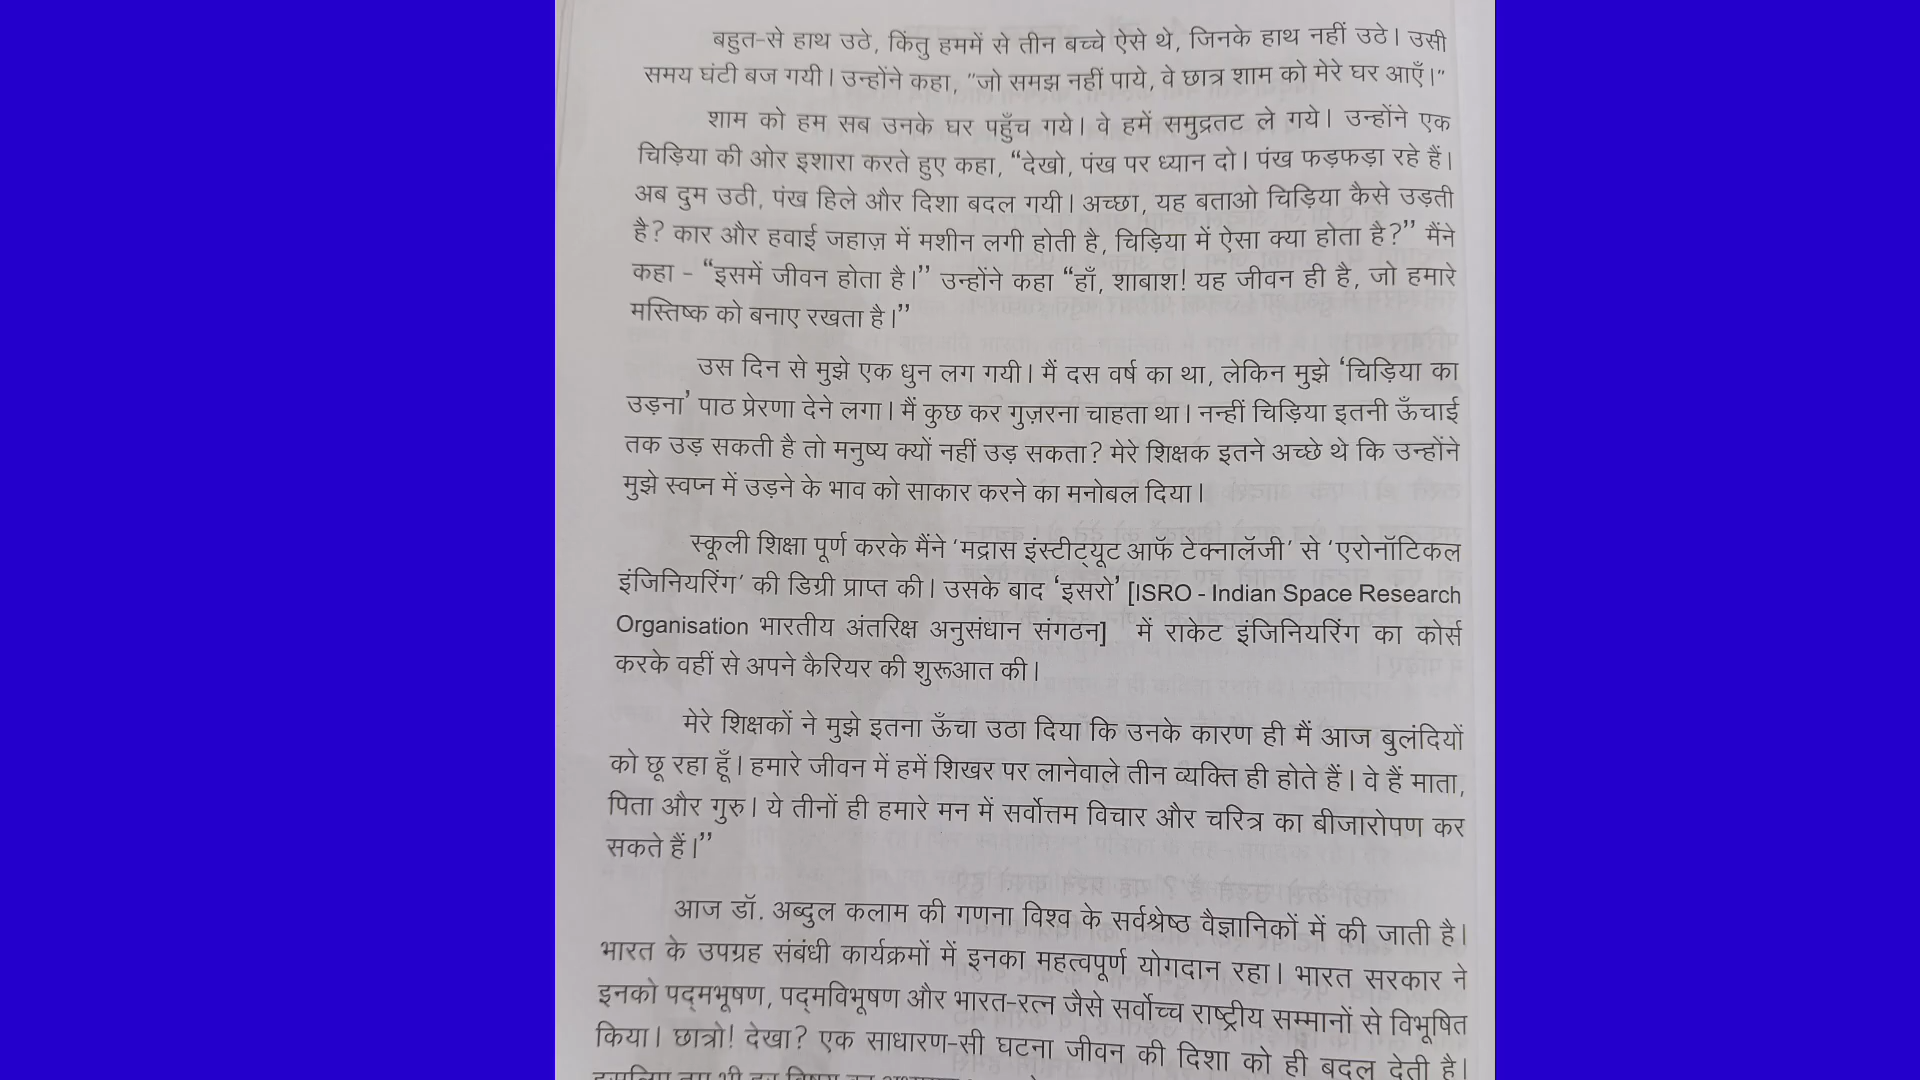 बहुत-से हाथ उठे, किंतु हममें से तीन बच्चे ऐसे थे, जिनके हाथ नहीं उठे। उसी
समय घंटी बज गयी। उन्होंने कहा, "जो समझ नहीं पाये, वे छात्र शाम को मेरे घर आएँ।"
शाम को हम सब उनके घर पहुँच गये। वे हमें समुद्रतट ले गये। उन्होंने एक
चिड़िया की ओर इशारा करते हुए कहा, “देखो, पंख पर ध्यान दो। पंख फड़फड़ा रहे हैं।
अब दुम उठी, पंख हिले और दिशा बदल गयी। अच्छा, यह बताओ चिड़िया कैसे उड़ती
है? कार और हवाई जहाज़ में मशीन लगी होती है, चिड़िया में ऐसा क्या होता है?” मैंने
कहा - “इसमें जीवन होता है।” उन्होंने कहा “हाँ, शाबाश! यह जीवन ही है, जो हमारे
मस्तिष्क को बनाए रखता है।”
उस दिन से मुझे एक धुन लग गयी। मैं दस वर्ष का था, लेकिन मुझे ‘चिड़िया का
उड़ना’ पाठ प्रेरणा देने लगा। मैं कुछ कर गुज़रना चाहता था। नन्हीं चिड़िया इतनी ऊँचाई
तक उड़ सकती है तो मनुष्य क्यों नहीं उड़ सकता? मेरे शिक्षक इतने अच्छे थे कि उन्होंने
मुझे स्वप्न में उड़ने के भाव को साकार करने का मनोबल दिया।
स्कूली शिक्षा पूर्ण करके मैंने ‘मद्रास इंस्टीट्यूट आफॅ टेक्नालॅजी’ से ‘एरोनॉटिकल
इंजिनियरिंग’ की डिग्री प्राप्त की। उसके बाद ‘इसरो’ [ISRO - Indian Space Research
Organisation भारतीय अंतरिक्ष अनुसंधान संगठन] में राकेट इंजिनियरिंग का कोर्स
करके वहीं से अपने कैरियर की शुरूआत की।
मेरे शिक्षकों ने मुझे इतना ऊँचा उठा दिया कि उनके कारण ही मैं आज बुलंदियों
को छू रहा हूँ। हमारे जीवन में हमें शिखर पर लानेवाले तीन व्यक्ति ही होते हैं। वे हैं माता,
पिता और गुरु। ये तीनों ही हमारे मन में सर्वोत्तम विचार और चरित्र का बीजारोपण कर
सकते हैं।”
आज डॉ. अब्दुल कलाम की गणना विश्व के सर्वश्रेष्ठ वैज्ञानिकों में की जाती है।
भारत के उपग्रह संबंधी कार्यक्रमों में इनका महत्वपूर्ण योगदान रहा। भारत सरकार ने
इनको पद्मभूषण, पद्मविभूषण और भारत-रत्न जैसे सर्वोच्च राष्ट्रीय सम्मानों से विभूषित
किया। छात्रो! देखा? एक साधारण-सी घटना जीवन की दिशा को ही बदल देती है।